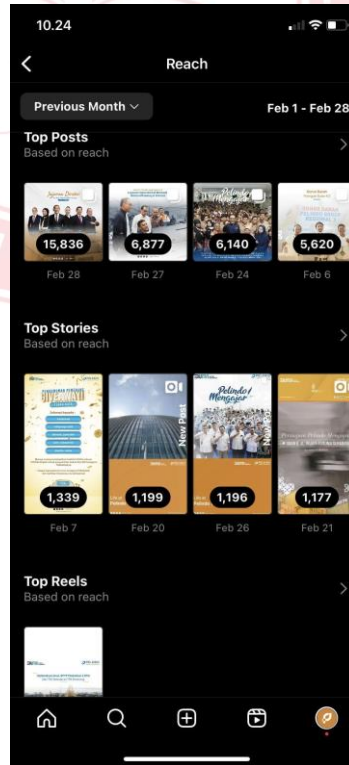 10.24
Reach
Previous Month
Feb 1 - Feb 28
Top Posts
Based on reach
15,836
6,877
6,140
5,620
Feb 28
Feb 27
Feb 24
Feb 6
Top Stories
Based on reach
GIVEAWAY!
Pelindo
Mengajar
New Post
New Post
1,339
1,199
1,196
1,177
Feb 7
Feb 20
Feb 26
Feb 21
Top Reels
Based on reach